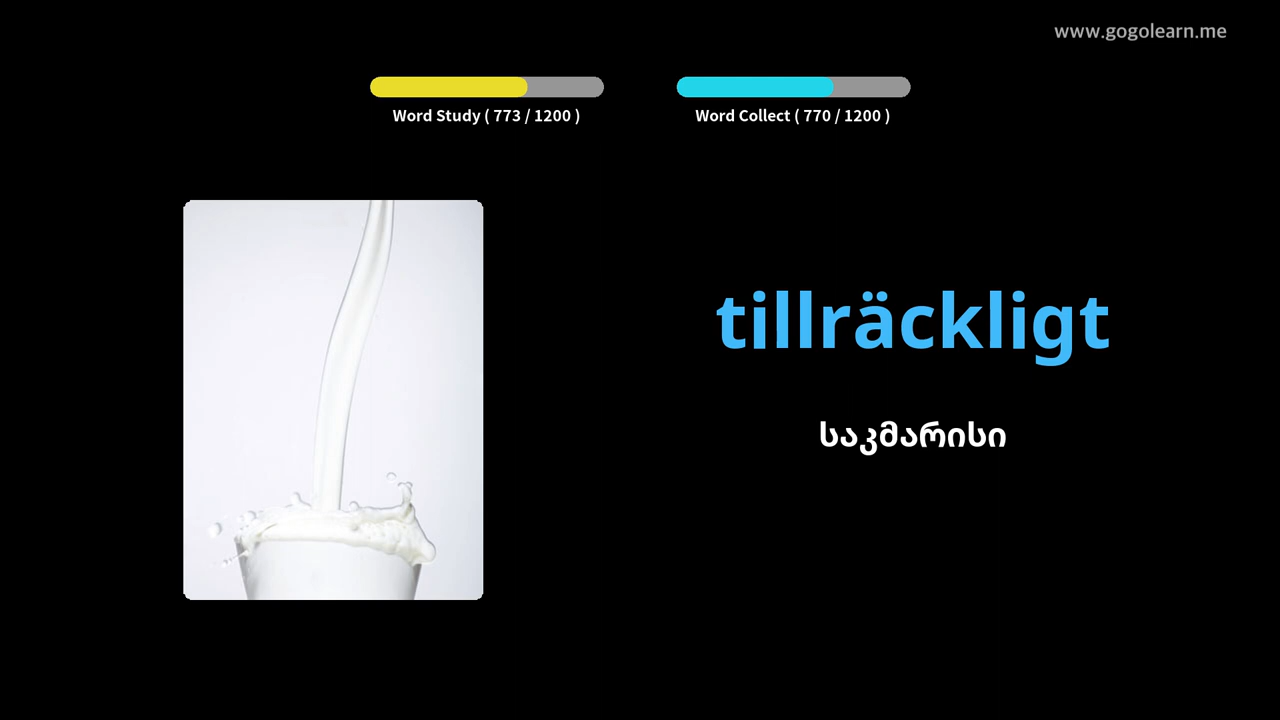 www.gogolearn.me
Word Study ( 773 / 1200 )
Word Collect ( 770 / 1200 )
tillräckligt
საკმარისი